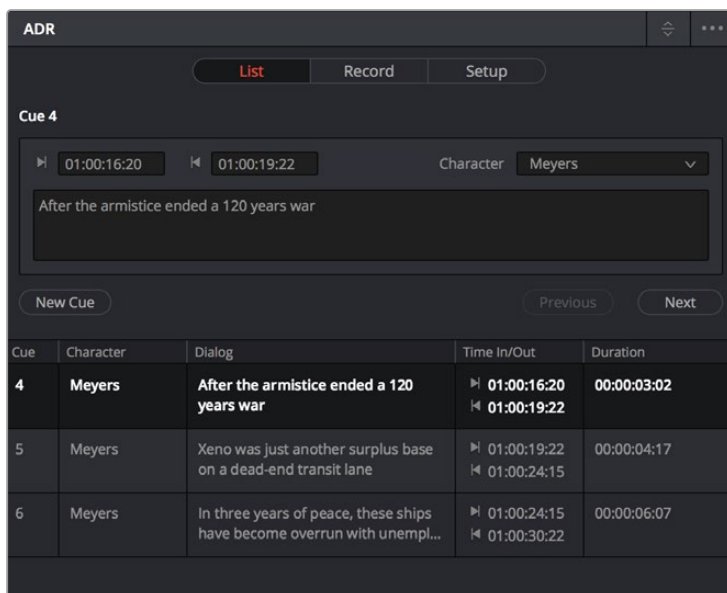 ADR
List Record Setup
Cue 4
01:00:16:20 01:00:19:22 Character Meyers
After the armistice ended a 120 years war
New Cue Previous Next
Cue Character Dialog Time In/Out Duration
4 Meyers After the armistice ended a 120 01:00:16:20 00:00:03:02
years war 01:00:19:22
5 Meyers Xeno was just another surplus base 01:00:19:22 00:00:04:17
on a dead-end transit lane 01:00:24:15
6 Meyers In three years of peace, these ships 01:00:24:15 00:00:06:07
have become overrun with unempl... 01:00:30:22